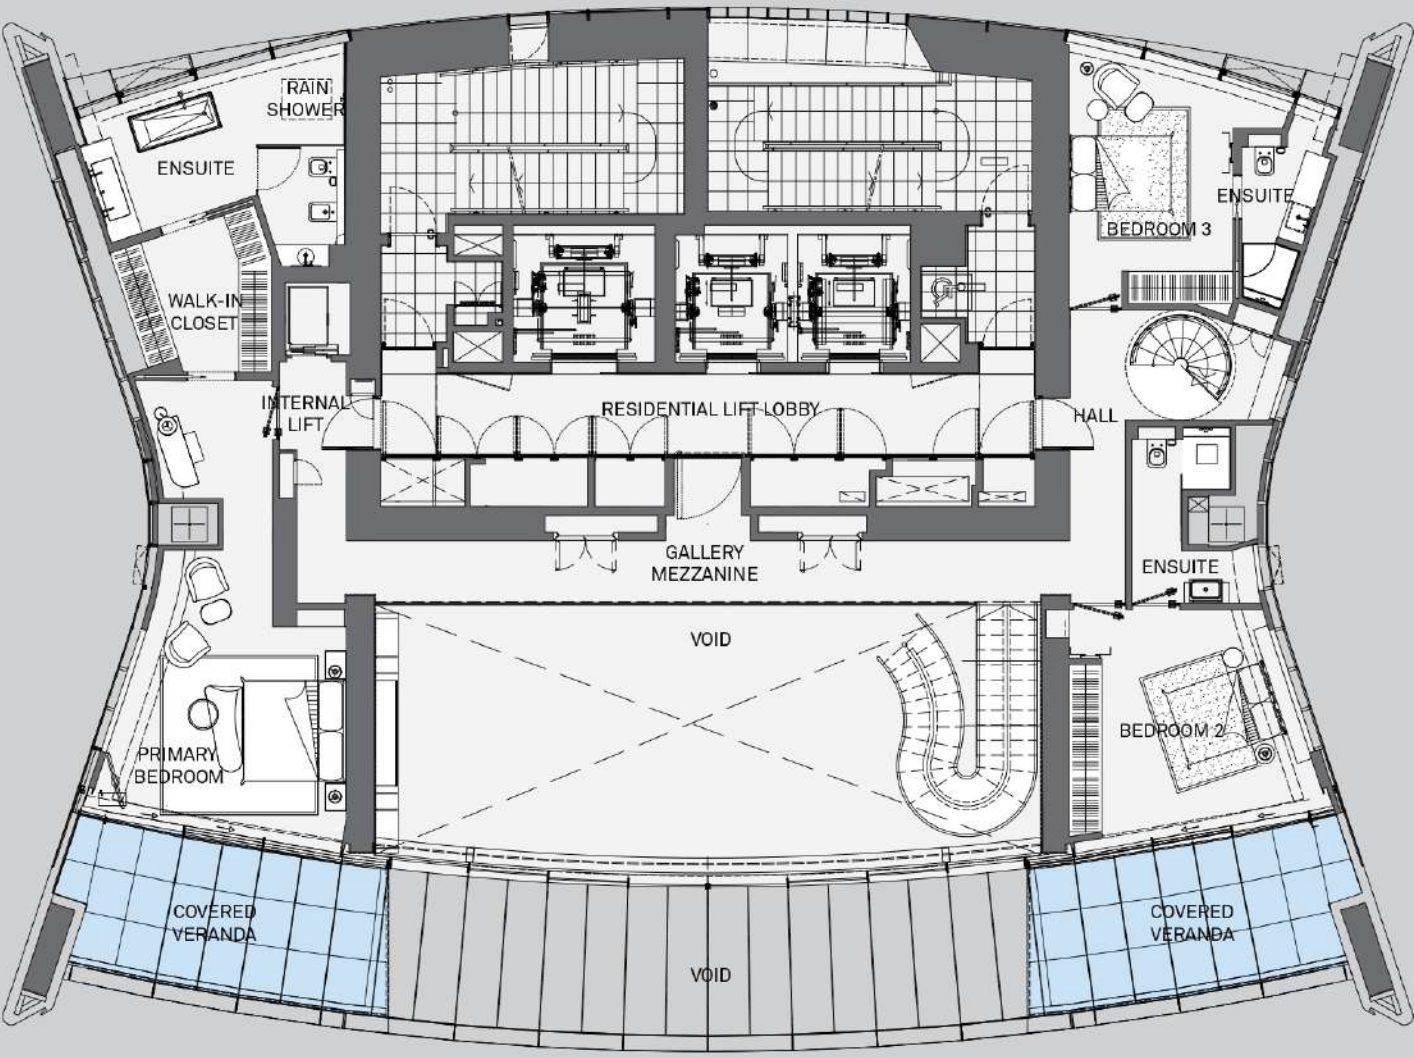 RAIN
SHOWER
ENSUITE
ENSUITE
BEDROOM 3
WALK-IN
CLOSET
INTERNAL
LIFT
RESIDENTIAL LIFT LOBBY
HALL
GALLERY
MEZZANINE
ENSUITE
VOID
PRIMARY
BEDROOM
BEDROOM 2
COVERED
VERANDA
COVERED
VERANDA
VOID